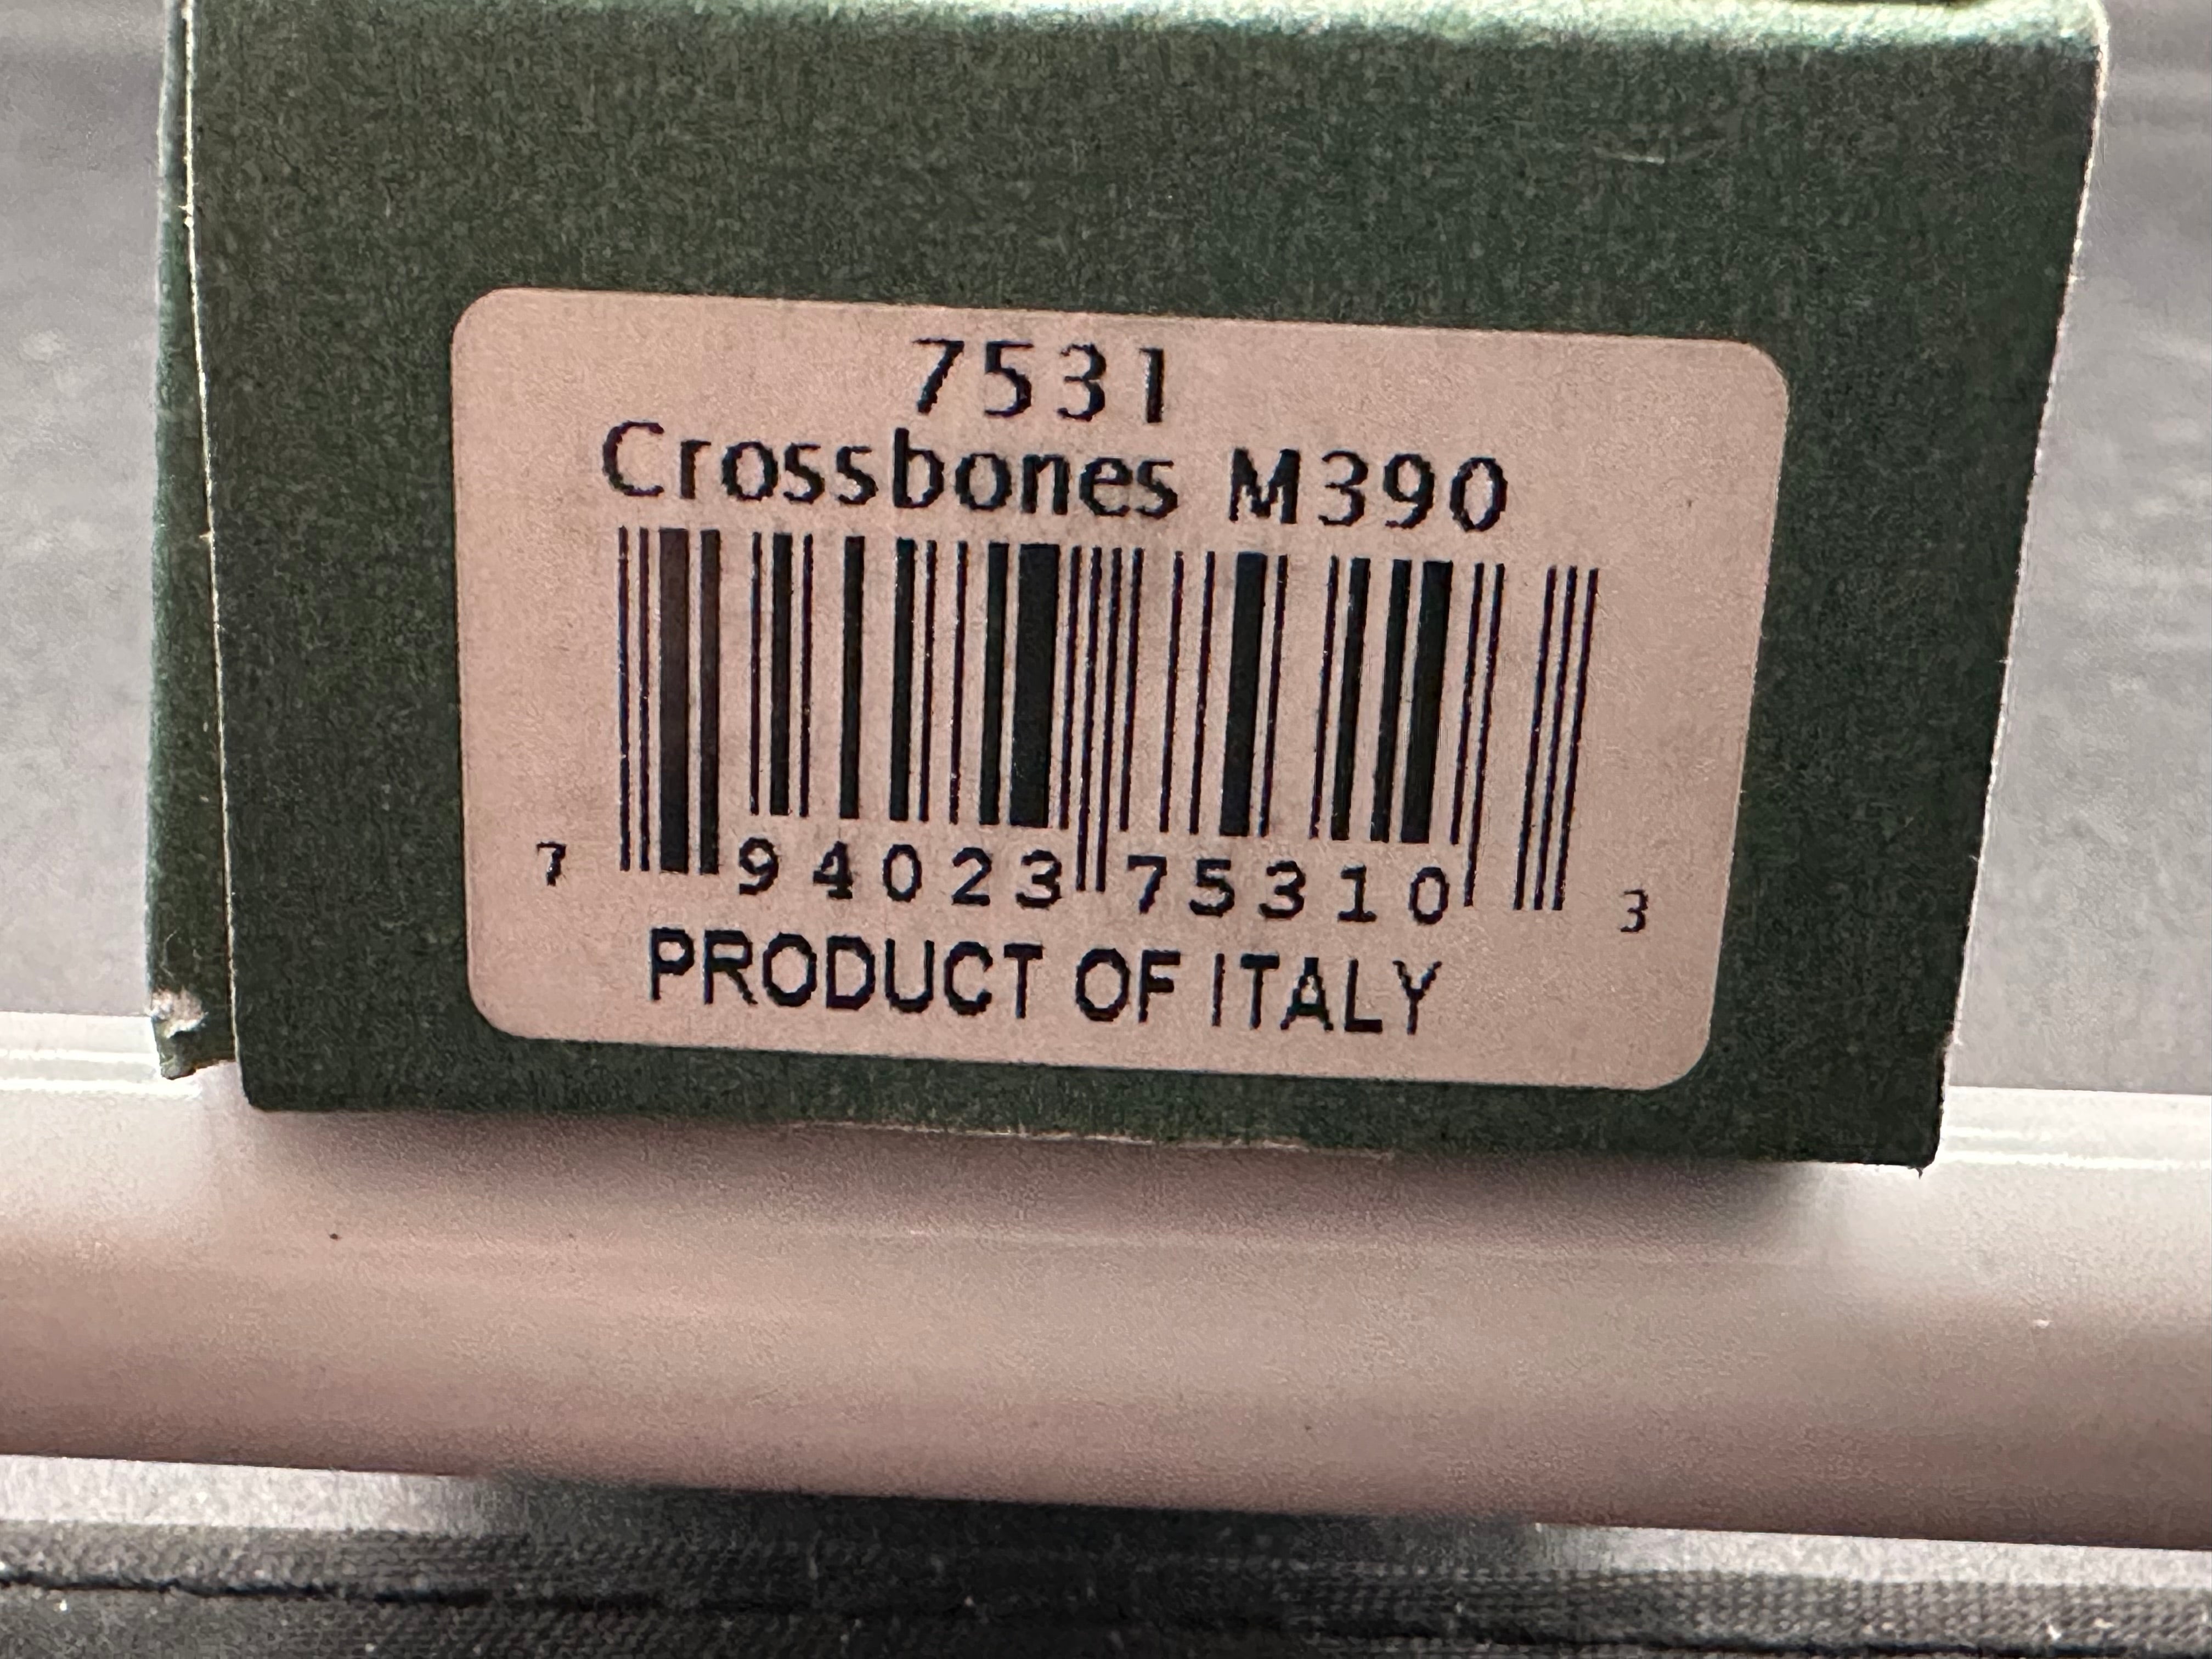 7531
Crossbones M390
7 94023 75310 3
PRODUCT OF ITALY